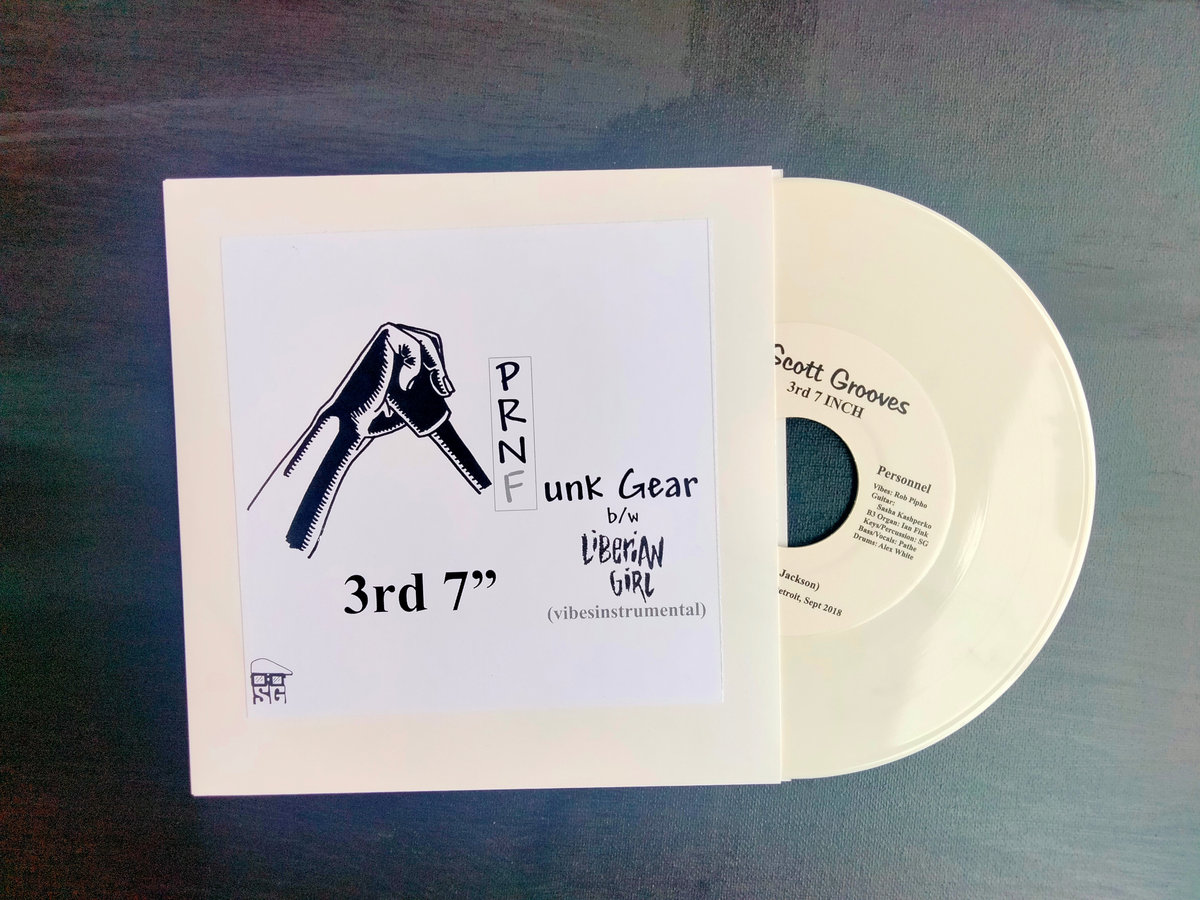 P
R
N
F
unk Gear
b/w
LiBERiAN
GiRL
(vibesinstrumental)
3rd 7”
SG
Scott Grooves
3rd 7 INCH
Personnel
Vibes: Rob Pipho
Guitar:
Sasha Kashperko
B3 Organ: Ian Fink
Keys/Percussion: SG
Bass/Vocals: Pathe
Drums: Alex White
Jackson)
etroit, Sept 2018